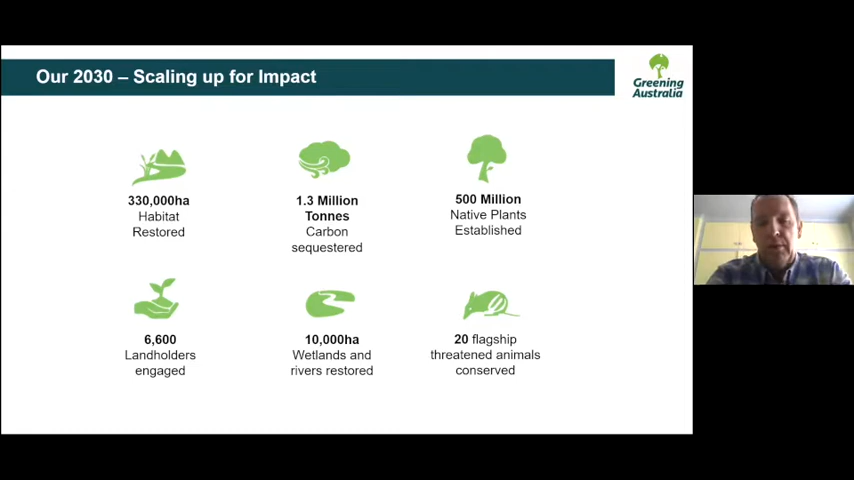 Our 2030 – Scaling up for Impact
Greening
Australia
330,000ha
Habitat
Restored
1.3 Million
Tonnes
Carbon
sequestered
500 Million
Native Plants
Established
6,600
Landholders
engaged
10,000ha
Wetlands and
rivers restored
20 flagship
threatened animals
conserved